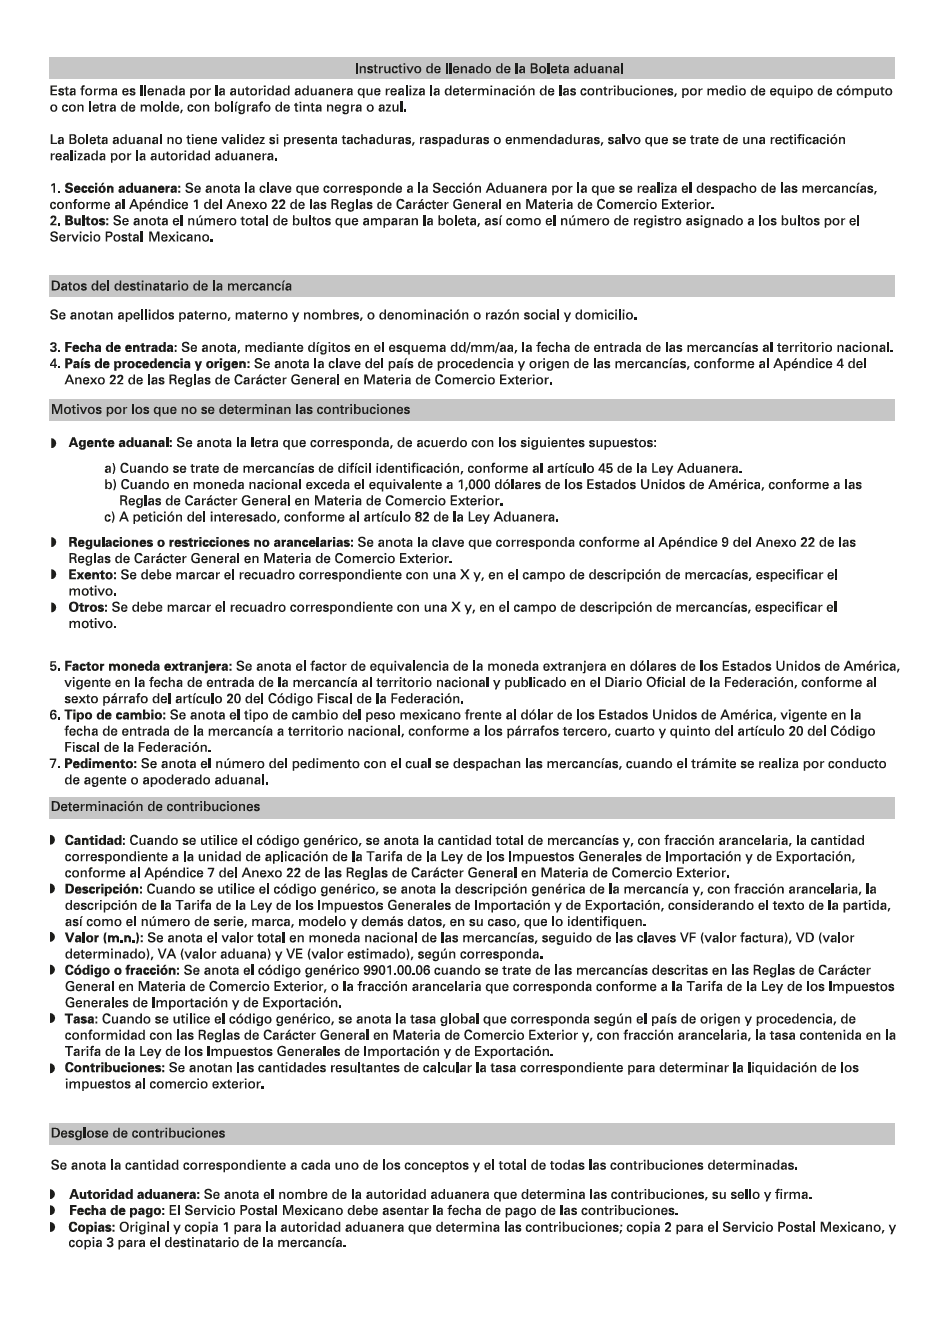 Instructivo de llenado de la Boleta aduanal
Esta forma es llenada por la autoridad aduanera que realiza la determinación de las contribuciones, por medio de equipo de cómputo
o con letra de molde, con bolígrafo de tinta negra o azul.
La Boleta aduanal no tiene validez si presenta tachaduras, raspaduras o enmendaduras, salvo que se trate de una rectificación
realizada por la autoridad aduanera.
1. Sección aduanera: Se anota la clave que corresponde a la Sección Aduanera por la que se realiza el despacho de las mercancías,
conforme al Apéndice 1 del Anexo 22 de las Reglas de Carácter General en Materia de Comercio Exterior.
2. Bultos: Se anota el número total de bultos que amparan la boleta, así como el número de registro asignado a los bultos por el
Servicio Postal Mexicano.
Datos del destinatario de la mercancía
Se anotan apellidos paterno, materno y nombres, o denominación o razón social y domicilio.
3. Fecha de entrada: Se anota, mediante dígitos en el esquema dd/mm/aa, la fecha de entrada de las mercancías al territorio nacional.
4. País de procedencia y origen: Se anota la clave del país de procedencia y origen de las mercancías, conforme al Apéndice 4 del
Anexo 22 de las Reglas de Carácter General en Materia de Comercio Exterior.
Motivos por los que no se determinan las contribuciones
◗ Agente aduanal: Se anota la letra que corresponda, de acuerdo con los siguientes supuestos:
a) Cuando se trate de mercancías de difícil identificación, conforme al artículo 45 de la Ley Aduanera.
b) Cuando en moneda nacional exceda el equivalente a 1,000 dólares de los Estados Unidos de América, conforme a las
Reglas de Carácter General en Materia de Comercio Exterior.
c) A petición del interesado, conforme al artículo 82 de la Ley Aduanera.
◗ Regulaciones o restricciones no arancelarias: Se anota la clave que corresponda conforme al Apéndice 9 del Anexo 22 de las
Reglas de Carácter General en Materia de Comercio Exterior.
◗ Exento: Se debe marcar el recuadro correspondiente con una X y, en el campo de descripción de mercacías, especificar el
motivo.
◗ Otros: Se debe marcar el recuadro correspondiente con una X y, en el campo de descripción de mercancías, especificar el
motivo.
5. Factor moneda extranjera: Se anota el factor de equivalencia de la moneda extranjera en dólares de los Estados Unidos de América,
vigente en la fecha de entrada de la mercancía al territorio nacional y publicado en el Diario Oficial de la Federación, conforme al
sexto párrafo del artículo 20 del Código Fiscal de la Federación.
6. Tipo de cambio: Se anota el tipo de cambio del peso mexicano frente al dólar de los Estados Unidos de América, vigente en la
fecha de entrada de la mercancía a territorio nacional, conforme a los párrafos tercero, cuarto y quinto del artículo 20 del Código
Fiscal de la Federación.
7. Pedimento: Se anota el número del pedimento con el cual se despachan las mercancías, cuando el trámite se realiza por conducto
de agente o apoderado aduanal.
Determinación de contribuciones
◗ Cantidad: Cuando se utilice el código genérico, se anota la cantidad total de mercancías y, con fracción arancelaria, la cantidad
correspondiente a la unidad de aplicación de la Tarifa de la Ley de los Impuestos Generales de Importación y de Exportación,
conforme al Apéndice 7 del Anexo 22 de las Reglas de Carácter General en Materia de Comercio Exterior.
◗ Descripción: Cuando se utilice el código genérico, se anota la descripción genérica de la mercancía y, con fracción arancelaria, la
descripción de la Tarifa de la Ley de los Impuestos Generales de Importación y de Exportación, considerando el texto de la partida,
así como el número de serie, marca, modelo y demás datos, en su caso, que lo identifiquen.
◗ Valor (m.n.): Se anota el valor total en moneda nacional de las mercancías, seguido de las claves VF (valor factura), VD (valor
determinado), VA (valor aduana) y VE (valor estimado), según corresponda.
◗ Código o fracción: Se anota el código genérico 9901.00.06 cuando se trate de las mercancías descritas en las Reglas de Carácter
General en Materia de Comercio Exterior, o la fracción arancelaria que corresponda conforme a la Tarifa de la Ley de los Impuestos
Generales de Importación y de Exportación.
◗ Tasa: Cuando se utilice el código genérico, se anota la tasa global que corresponda según el país de origen y procedencia, de
conformidad con las Reglas de Carácter General en Materia de Comercio Exterior y, con fracción arancelaria, la tasa contenida en la
Tarifa de la Ley de los Impuestos Generales de Importación y de Exportación.
◗ Contribuciones: Se anotan las cantidades resultantes de calcular la tasa correspondiente para determinar la liquidación de los
impuestos al comercio exterior.
Desglose de contribuciones
Se anota la cantidad correspondiente a cada uno de los conceptos y el total de todas las contribuciones determinadas.
◗ Autoridad aduanera: Se anota el nombre de la autoridad aduanera que determina las contribuciones, su sello y firma.
◗ Fecha de pago: El Servicio Postal Mexicano debe asentar la fecha de pago de las contribuciones.
◗ Copias: Original y copia 1 para la autoridad aduanera que determina las contribuciones; copia 2 para el Servicio Postal Mexicano, y
copia 3 para el destinatario de la mercancía.